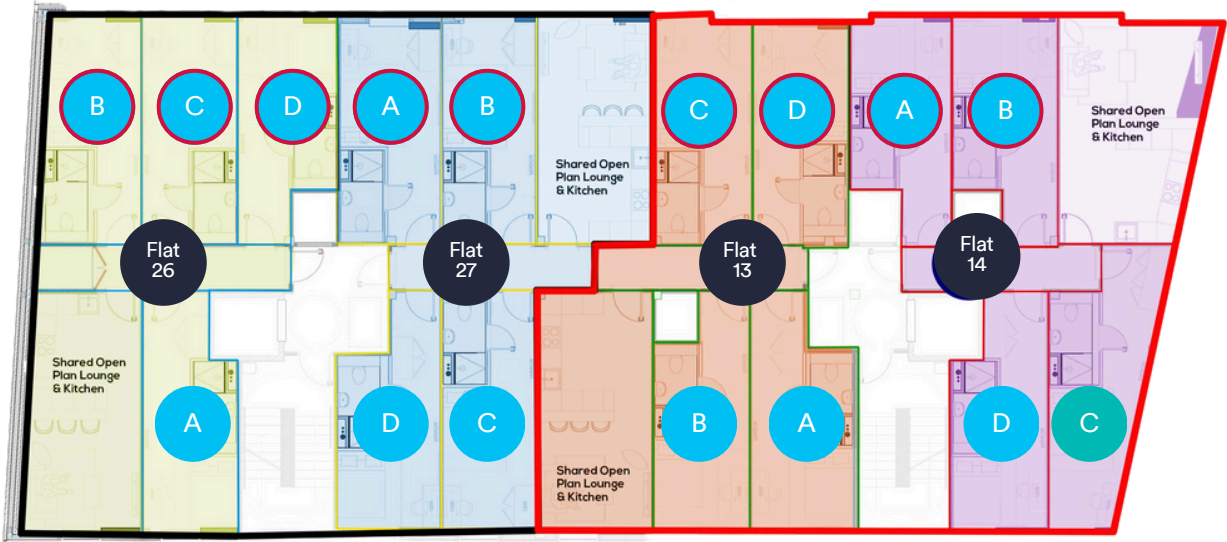 B
C
D
A
B
C
D
A
B
Shared Open
Plan Lounge
& Kitchen
Shared Open
Plan Lounge
& Kitchen
Flat
26
Flat
27
Flat
13
Flat
14
Shared Open
Plan Lounge
& Kitchen
A
D
C
B
A
D
C
Shared Open
Plan Lounge
& Kitchen